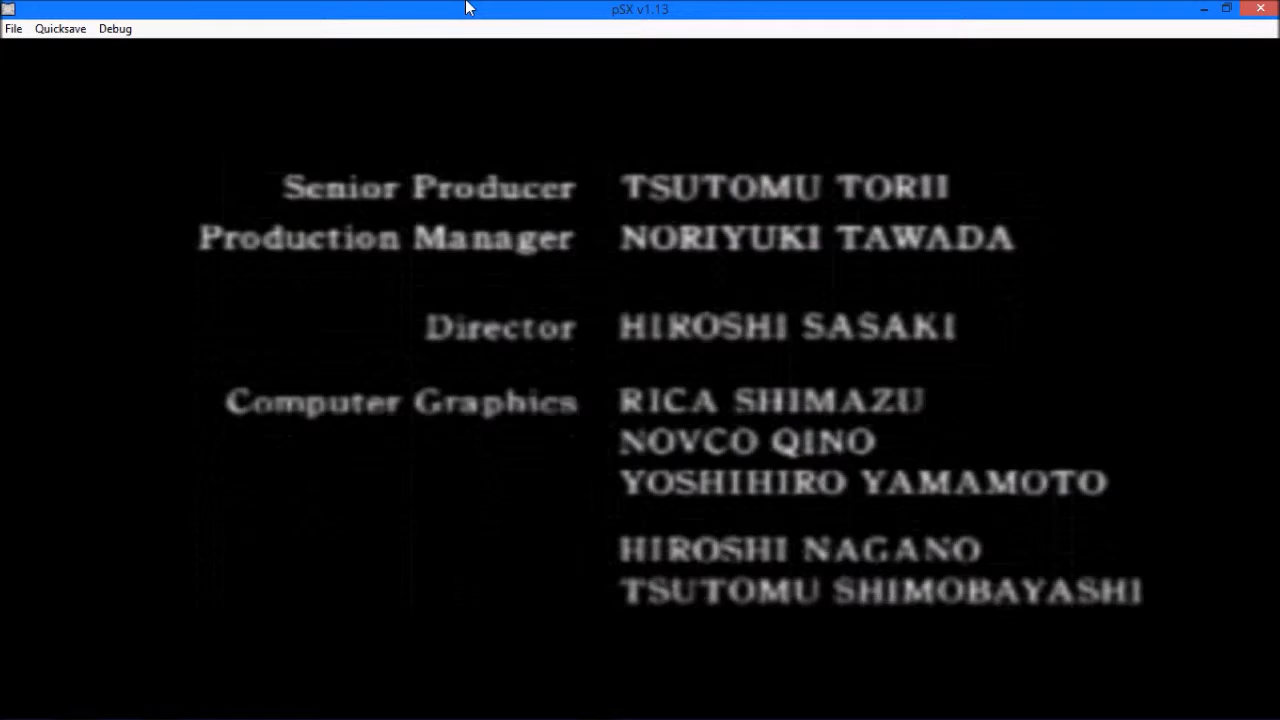 pSX v1.13
File Quicksave Debug
Senior Producer TSUTOMU TORII
Production Manager NORIYUKI TAWADA
Director HIROSHI SASAKI
Computer Graphics RICA SHIMAZU
NOVCO QINO
YOSHIHIRO YAMAMOTO
HIROSHI NAGANO
TSUTOMU SHIMOBAYASHI